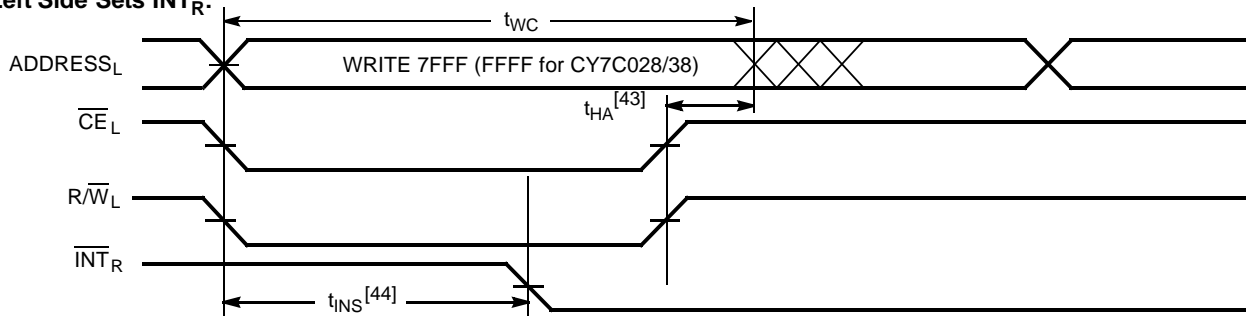 Left Side Sets INTR:
tWC
ADDRESSL
WRITE 7FFF (FFFF for CY7C028/38)
tHA[43]
CEL
R/WL
INTR
tINS[44]